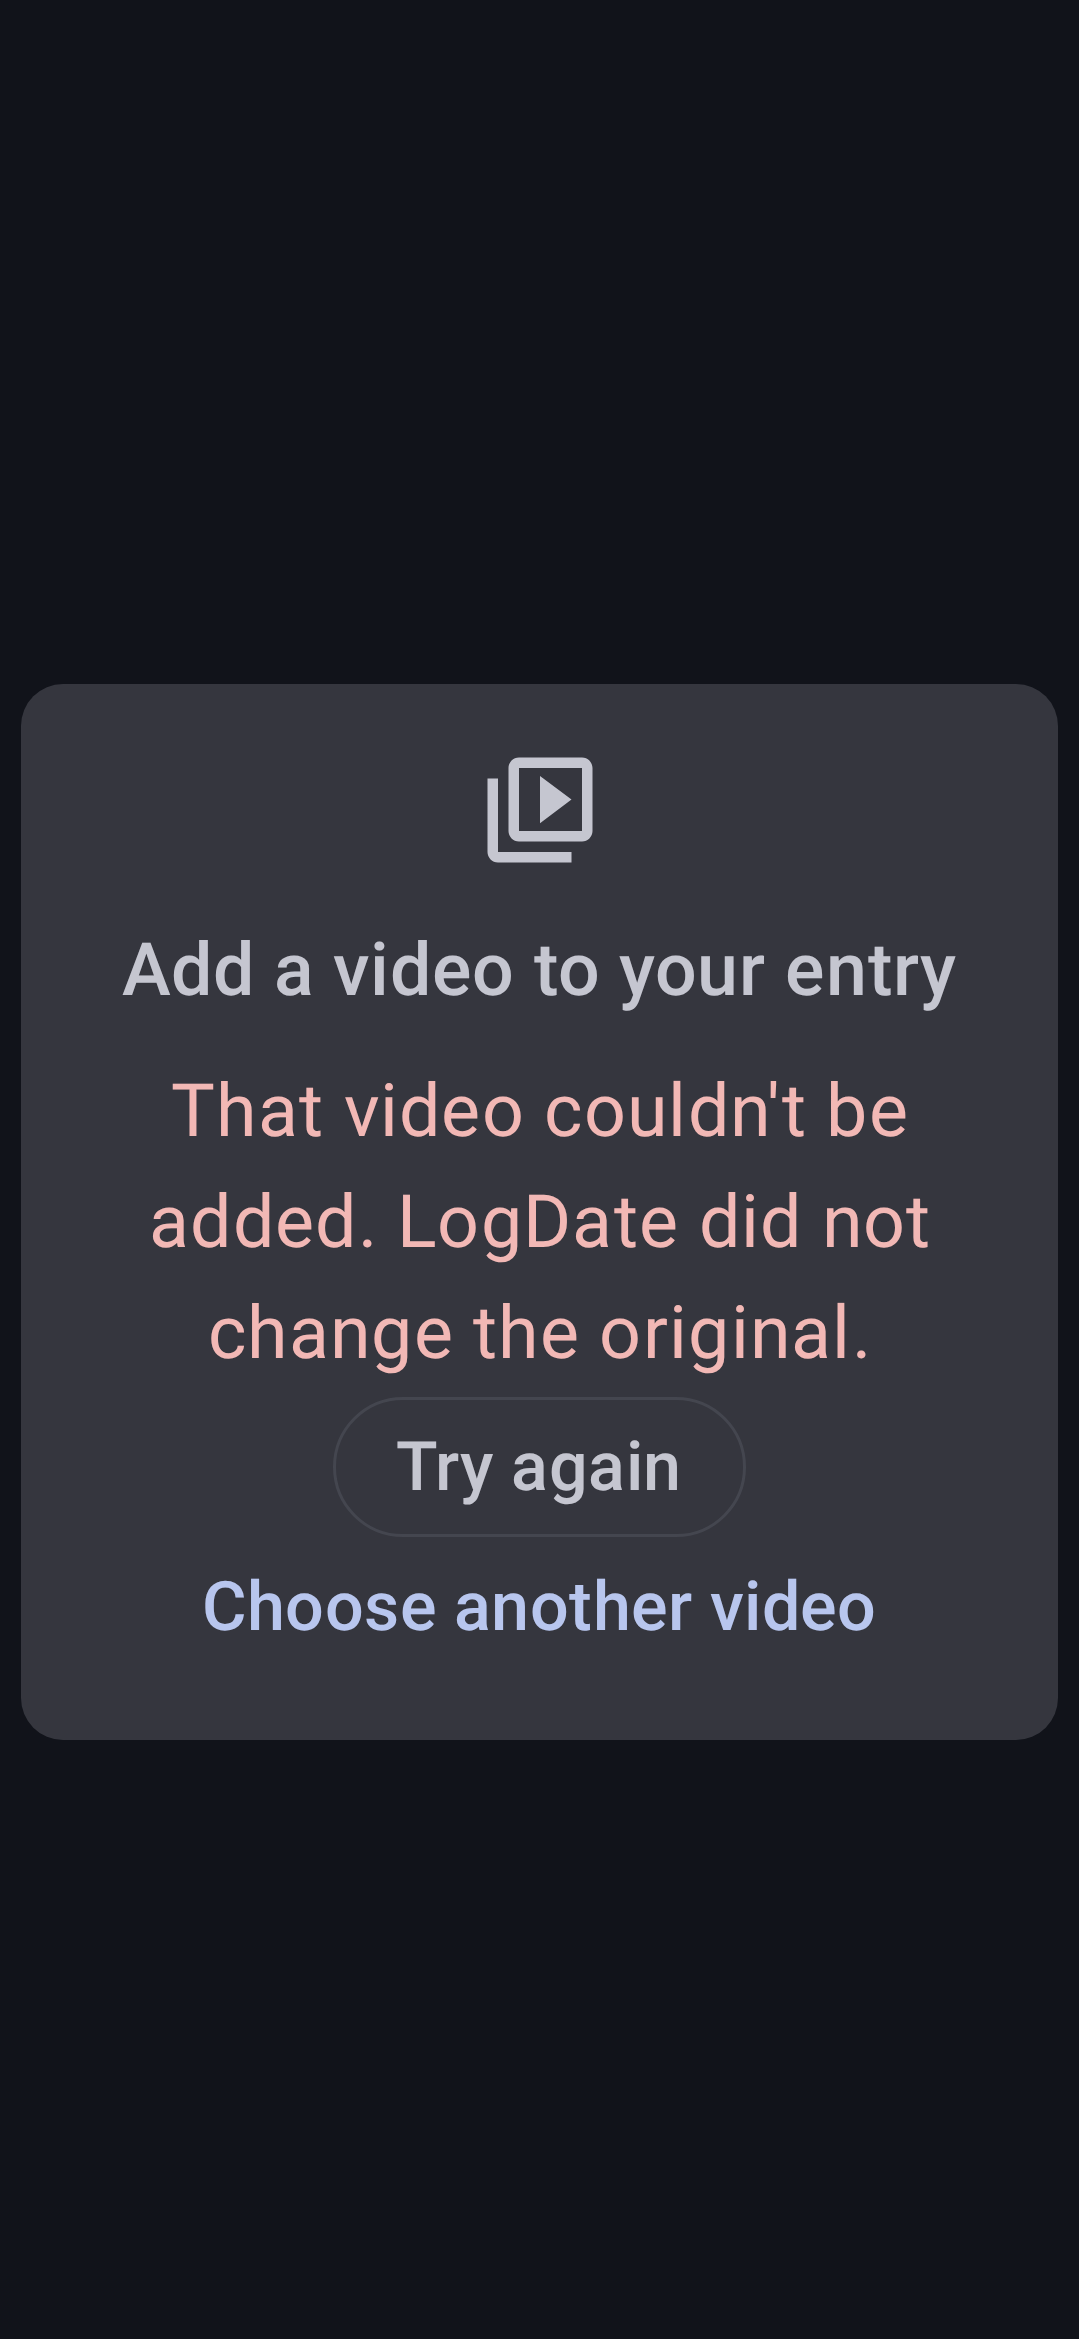 Add a video to your entry
That video couldn't be
added. LogDate did not
change the original.
Try again
Choose another video